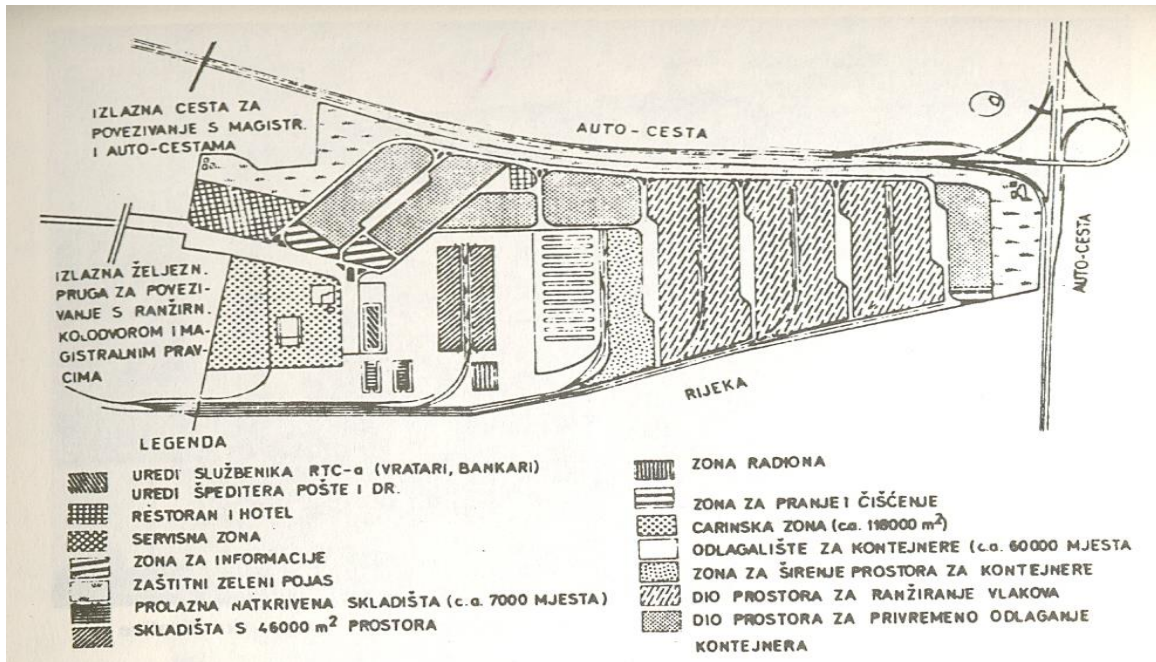 IZLAZNA CESTA ZA
POVEZIVANJE S MAGISTR.
I AUTO-CESTAMA
AUTO-CESTA
AUTO-CESTA
IZLAZNA ŽELJEZN.
PRUGA ZA POVEZI-
VANJE S RANŽIRN.
KOLODVOROM I MA-
GISTRALNIM PRAV-
CIMA
RIJEKA
LEGENDA
UREDI SLUŽBENIKA RTC-a (VRATARI, BANKARI)
UREDI ŠPEDITERA POŠTE I DR.
RESTORAN I HOTEL
SERVISNA ZONA
ZONA ZA INFORMACIJE
ZAŠTITNI ZELENI POJAS
PROLAZNA NATKRIVENA SKLADIŠTA (c.a. 7000 MJESTA)
SKLADIŠTA S 46000 m² PROSTORA
ZONA RADIONA
ZONA ZA PRANJE I ČIŠĆENJE
CARINSKA ZONA (c.a. 118000 m²)
ODLAGALIŠTE ZA KONTEJNERE (c.a. 60000 MJESTA
ZONA ZA ŠIRENJE PROSTORA ZA KONTEJNERE
DIO PROSTORA ZA RANŽIRANJE VLAKOVA
DIO PROSTORA ZA PRIVREMENO ODLAGANJE
KONTEJNERA